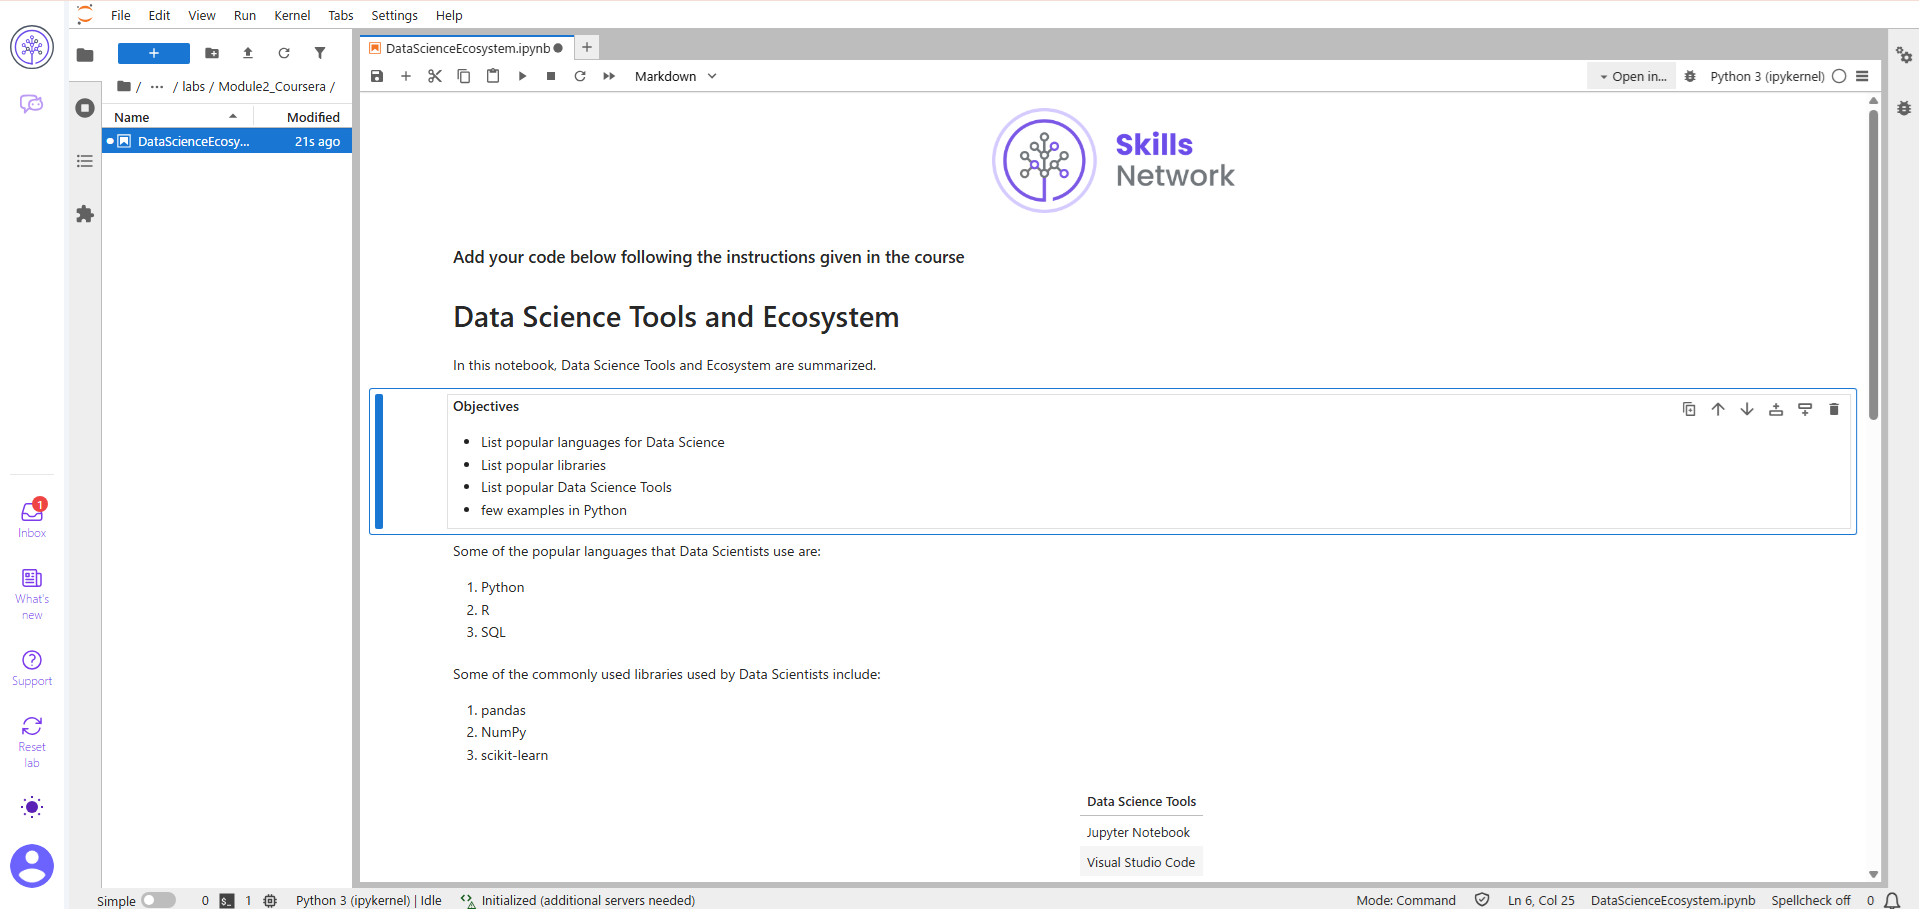 File Edit View Run Kernel Tabs Settings Help
DataScienceEcosystem.ipynb
Markdown
Open in...
Python 3 (ipykernel)
/ ··· / labs / Module2_Coursera /
Name Modified
DataScienceEcosy... 21s ago
Skills
Network
Add your code below following the instructions given in the course
Data Science Tools and Ecosystem
In this notebook, Data Science Tools and Ecosystem are summarized.
Objectives
• List popular languages for Data Science
• List popular libraries
• List popular Data Science Tools
• few examples in Python
Some of the popular languages that Data Scientists use are:
1. Python
2. R
3. SQL
Some of the commonly used libraries used by Data Scientists include:
1. pandas
2. NumPy
3. scikit-learn
Data Science Tools
Jupyter Notebook
Visual Studio Code
1
Inbox
What's
new
Support
Reset
lab
Simple 0 $_ 1 Python 3 (ipykernel) | Idle Initialized (additional servers needed) Mode: Command Ln 6, Col 25 DataScienceEcosystem.ipynb Spellcheck off 0